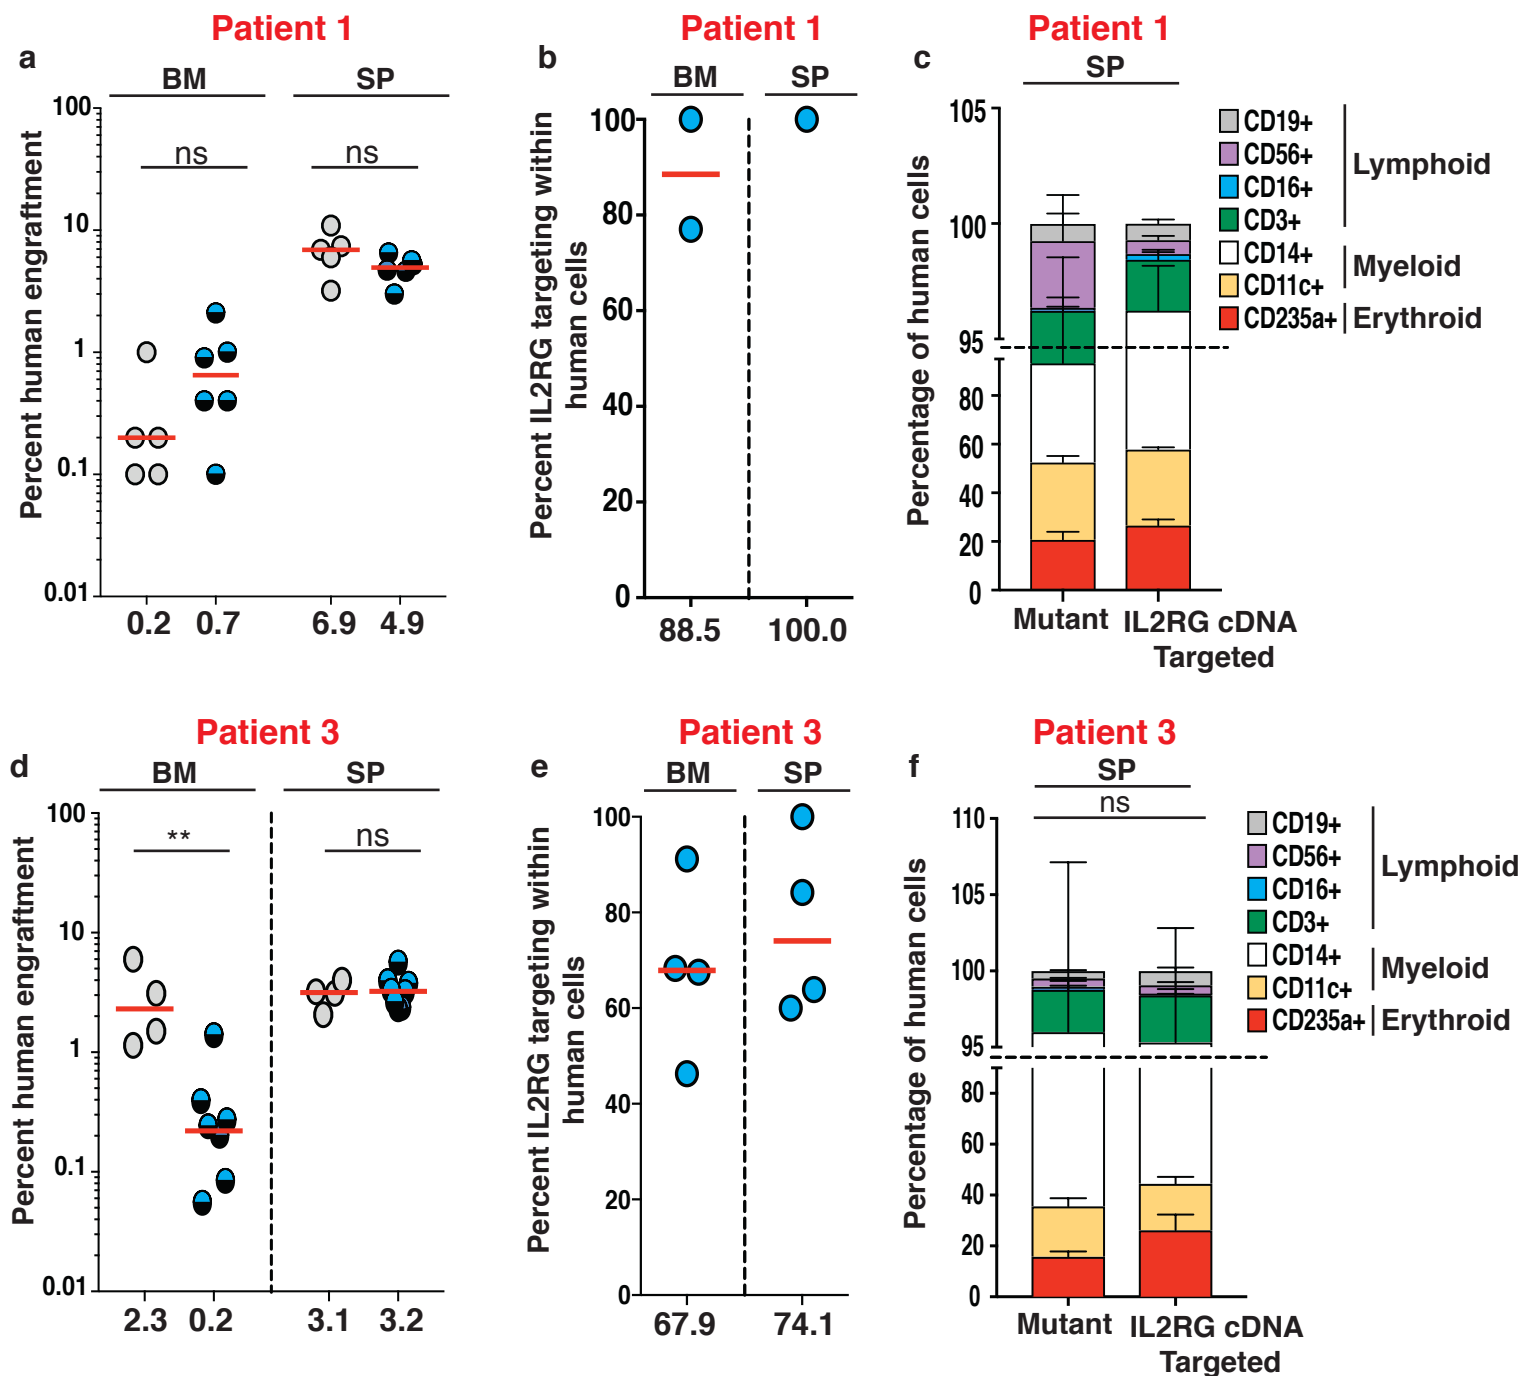 Patient 1
a
BM
SP
ns
ns
Percent human engraftment
100
10
1
0.1
0.01
0.2 0.7 6.9 4.9
Patient 1
b
BM
SP
Percent IL2RG targeting within
human cells
100
80
60
40
20
0
88.5 100.0
Patient 1
c
SP
Percentage of human cells
105
100
95
80
60
40
20
0
Mutant IL2RG cDNA
Targeted
CD19+
CD56+
CD16+
CD3+
CD14+
CD11c+
CD235a+
Lymphoid
Myeloid
Erythroid
Patient 3
d
BM
SP
**
ns
Percent human engraftment
100
10
1
0.1
0.01
2.3 0.2 3.1 3.2
Patient 3
e
BM
SP
Percent IL2RG targeting within
human cells
100
80
60
40
20
0
67.9 74.1
Patient 3
f
SP
ns
Percentage of human cells
110
105
100
95
80
60
40
20
0
Mutant IL2RG cDNA
Targeted
CD19+
CD56+
CD16+
CD3+
CD14+
CD11c+
CD235a+
Lymphoid
Myeloid
Erythroid